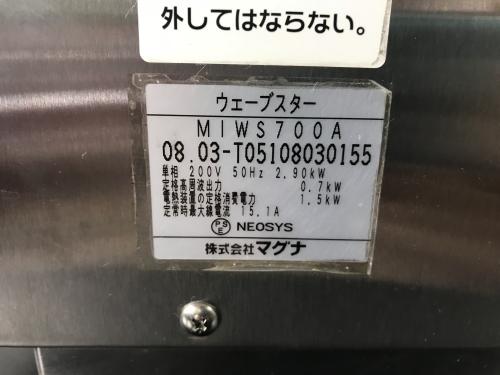 外してはならない。
ウェーブスター
MIWS700A
08.03-T05108030155
単相 200V 50Hz 2.90kW
定格高周波出力 0.7kW
電熱装置の定格消費電力 1.5kW
定常時最大線電流 15.1A
PSE NEOSYS
株式会社マグナ